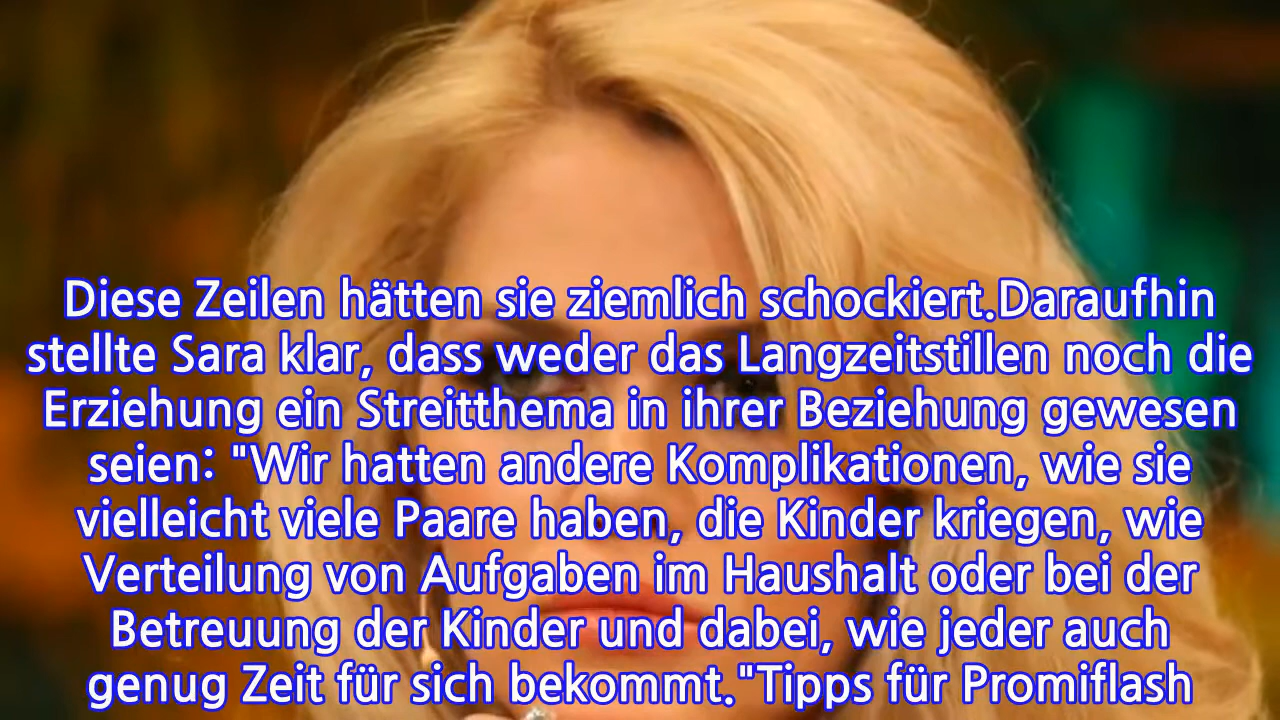 Diese Zeilen hätten sie ziemlich schockiert.Daraufhin
stellte Sara klar, dass weder das Langzeitstillen noch die
Erziehung ein Streitthema in ihrer Beziehung gewesen
seien: "Wir hatten andere Komplikationen, wie sie
vielleicht viele Paare haben, die Kinder kriegen, wie
Verteilung von Aufgaben im Haushalt oder bei der
Betreuung der Kinder und dabei, wie jeder auch
genug Zeit für sich bekommt."Tipps für Promiflash